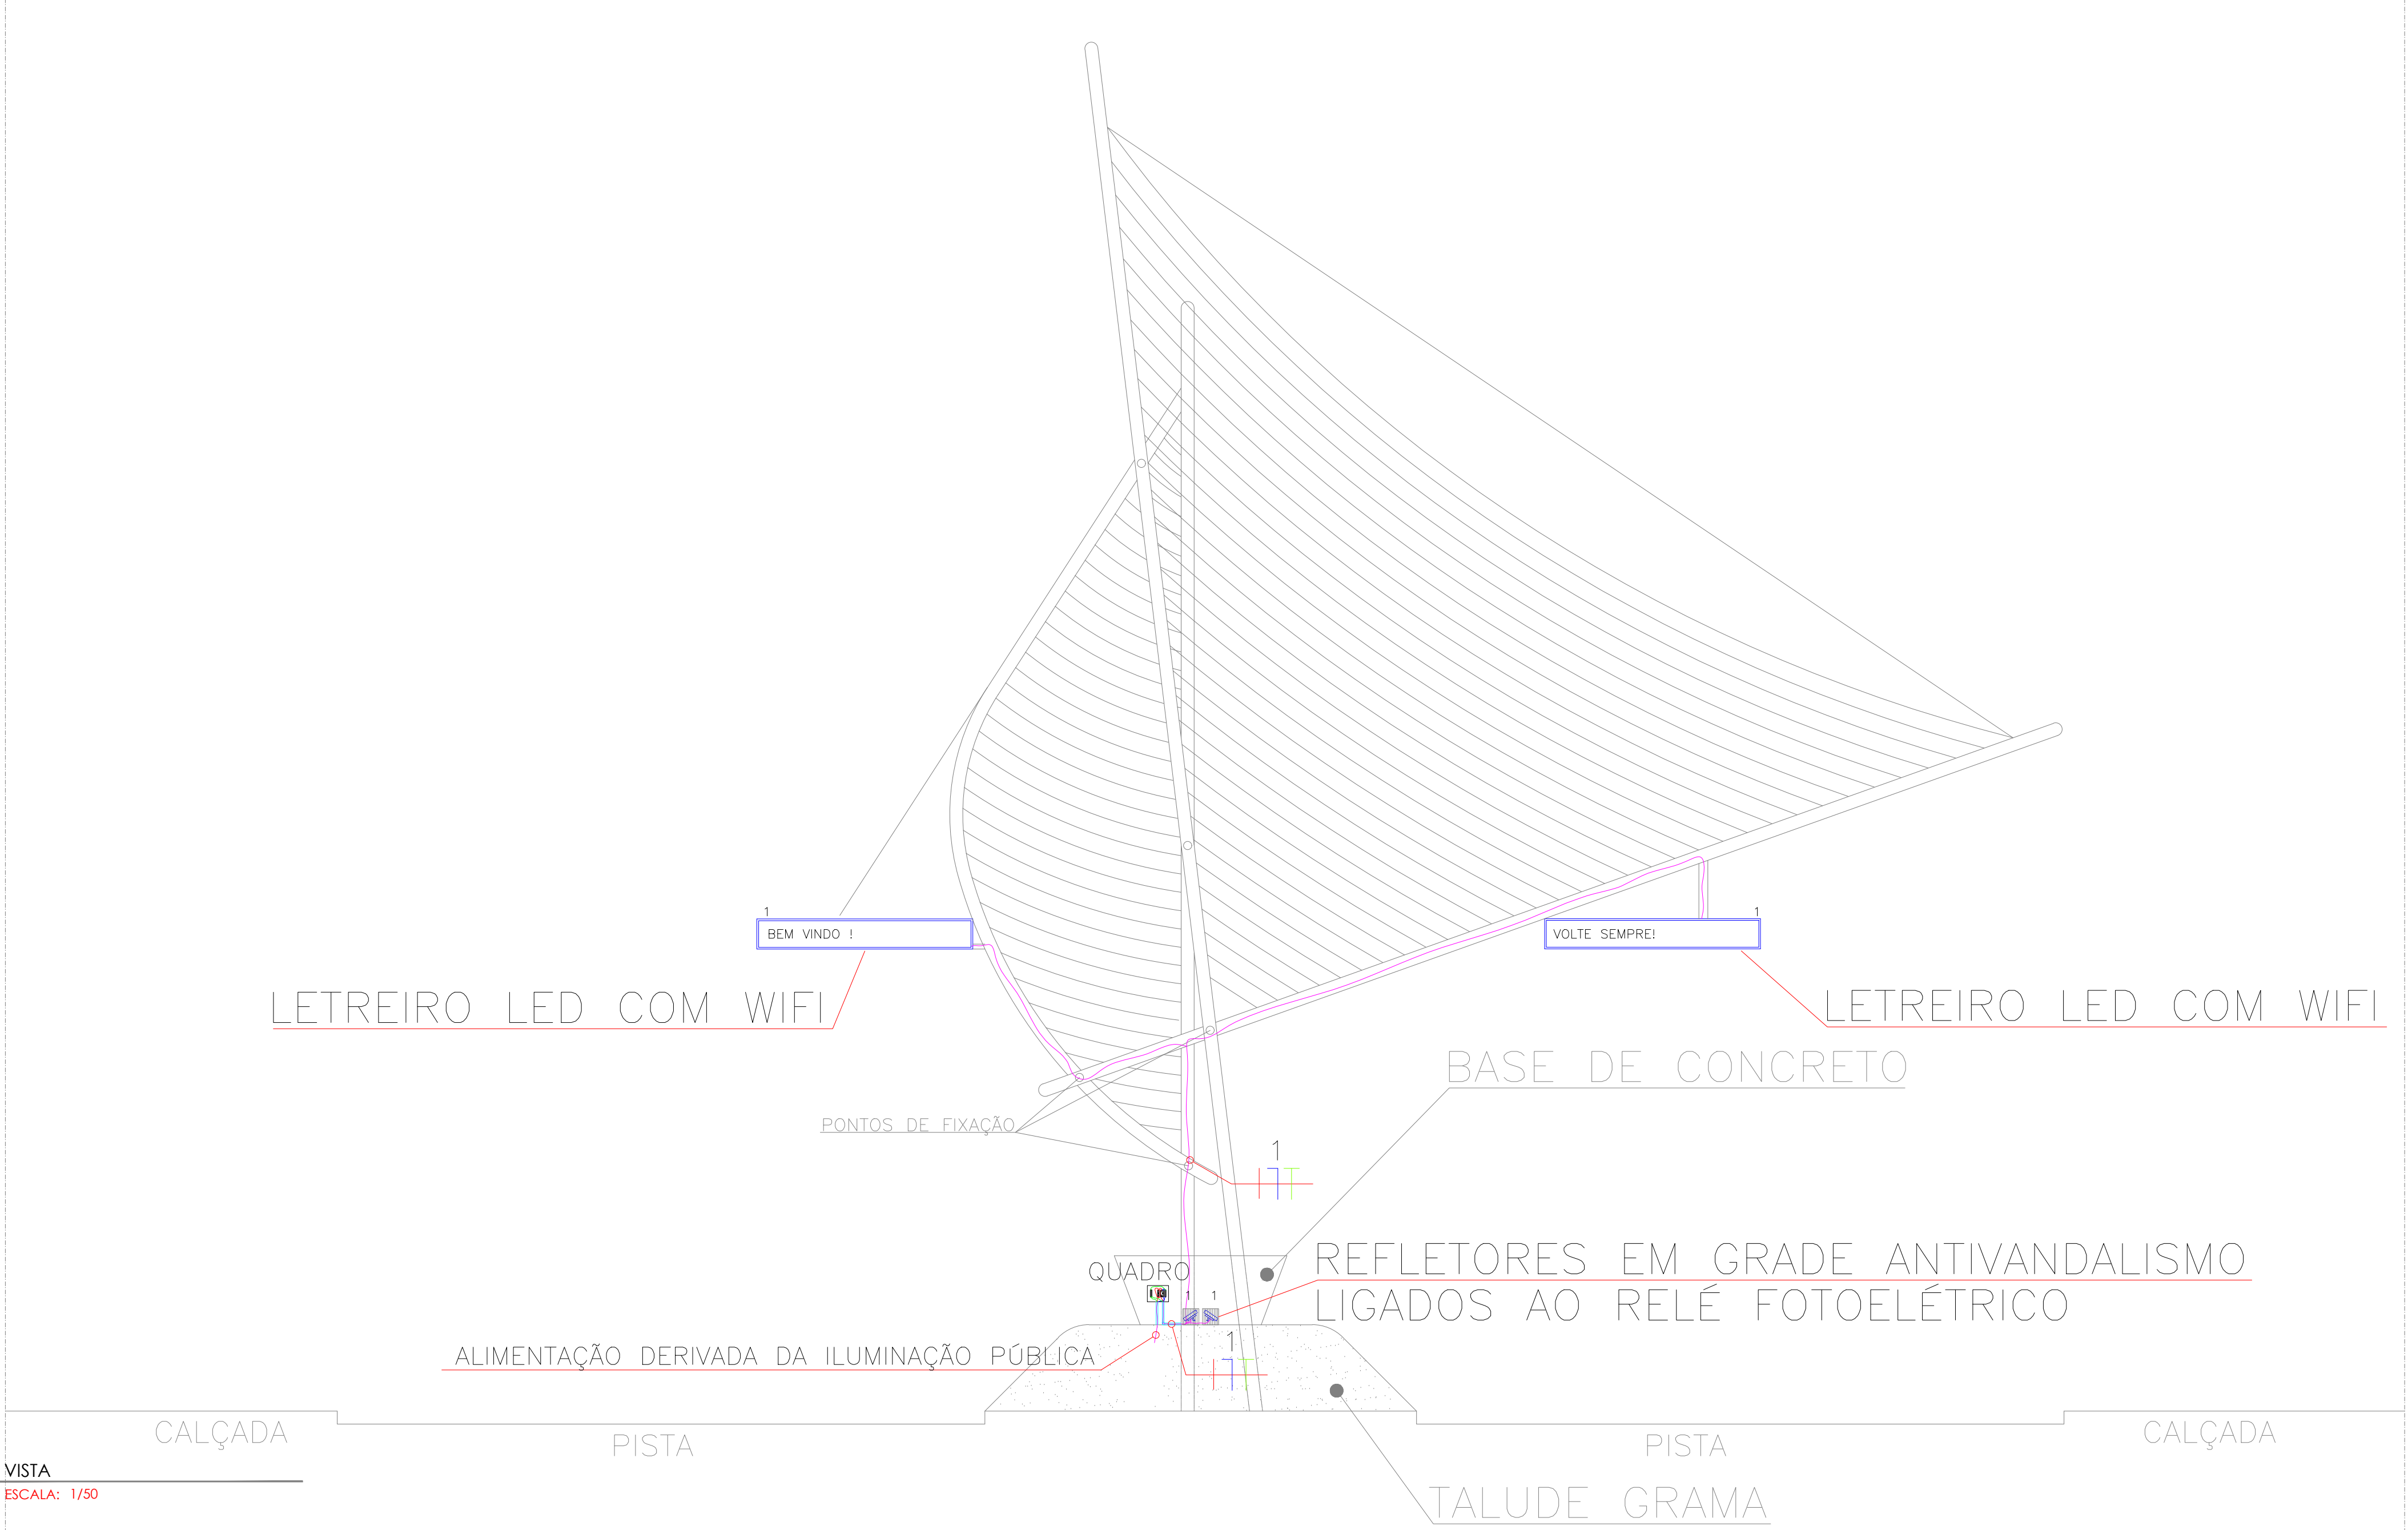 1
BEM VINDO !
1
VOLTE SEMPRE!
LETREIRO LED COM WIFI
LETREIRO LED COM WIFI
BASE DE CONCRETO
PONTOS DE FIXAÇÃO
1
QUADRO
REFLETORES EM GRADE ANTIVANDALISMO
LIGADOS AO RELÉ FOTOELÉTRICO
1 1
1
ALIMENTAÇÃO DERIVADA DA ILUMINAÇÃO PÚBLICA
CALÇADA
PISTA
PISTA
CALÇADA
VISTA
ESCALA: 1/50
TALUDE GRAMA